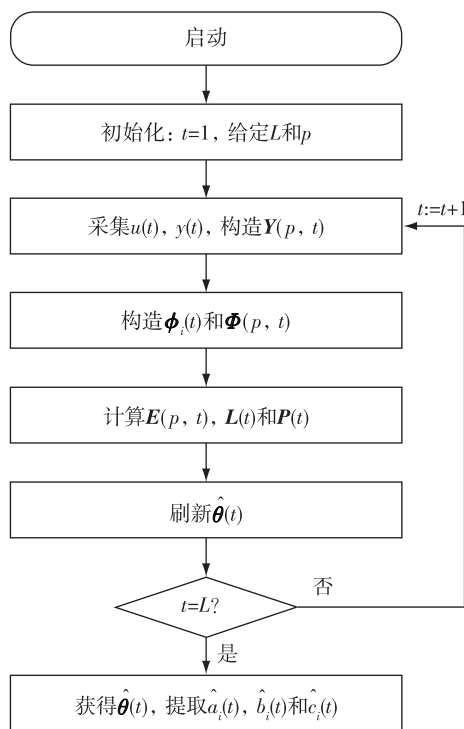 启动
初始化：t=1，给定L和p
t:=t+1
采集u(t)，y(t)，构造Y(p，t)
构造ϕ_i(t)和Φ(p，t)
计算E(p，t)，L(t)和P(t)
刷新θ̂(t)
t=L?
否
是
获得θ̂(t)，提取â_i(t)，b̂_i(t)和ĉ_i(t)